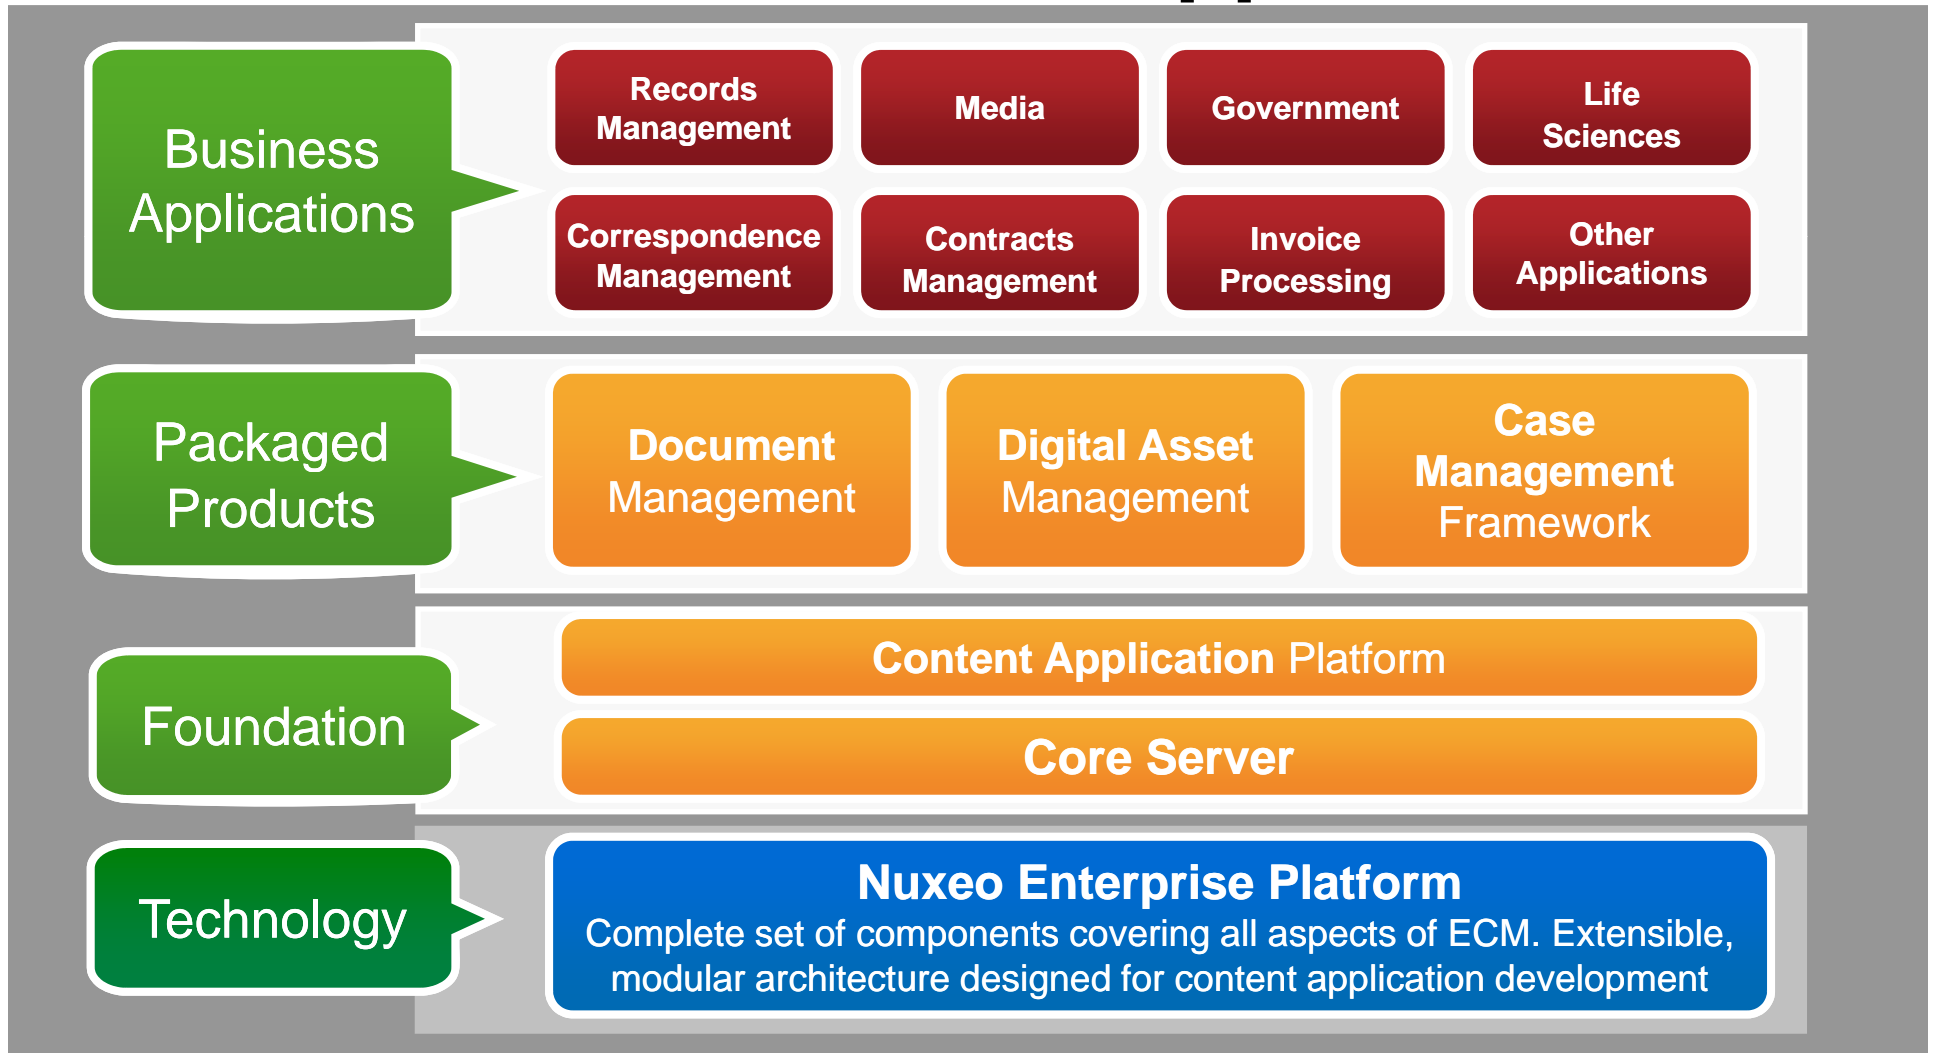 Business
Applications
Records
Management
Media
Government
Life
Sciences
Correspondence
Management
Contracts
Management
Invoice
Processing
Other
Applications
Packaged
Products
Document
Management
Digital Asset
Management
Case
Management
Framework
Foundation
Content Application Platform
Core Server
Technology
Nuxeo Enterprise Platform
Complete set of components covering all aspects of ECM. Extensible,
modular architecture designed for content application development